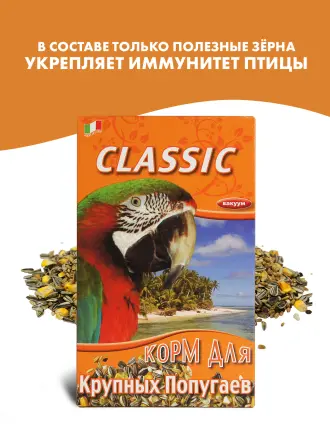 В СОСТАВЕ ТОЛЬКО ПОЛЕЗНЫЕ ЗЁРНА
УКРЕПЛЯЕТ ИММУНИТЕТ ПТИЦЫ
CLASSIC
вакуум
КОРМ ДЛЯ
Крупных Попугаев